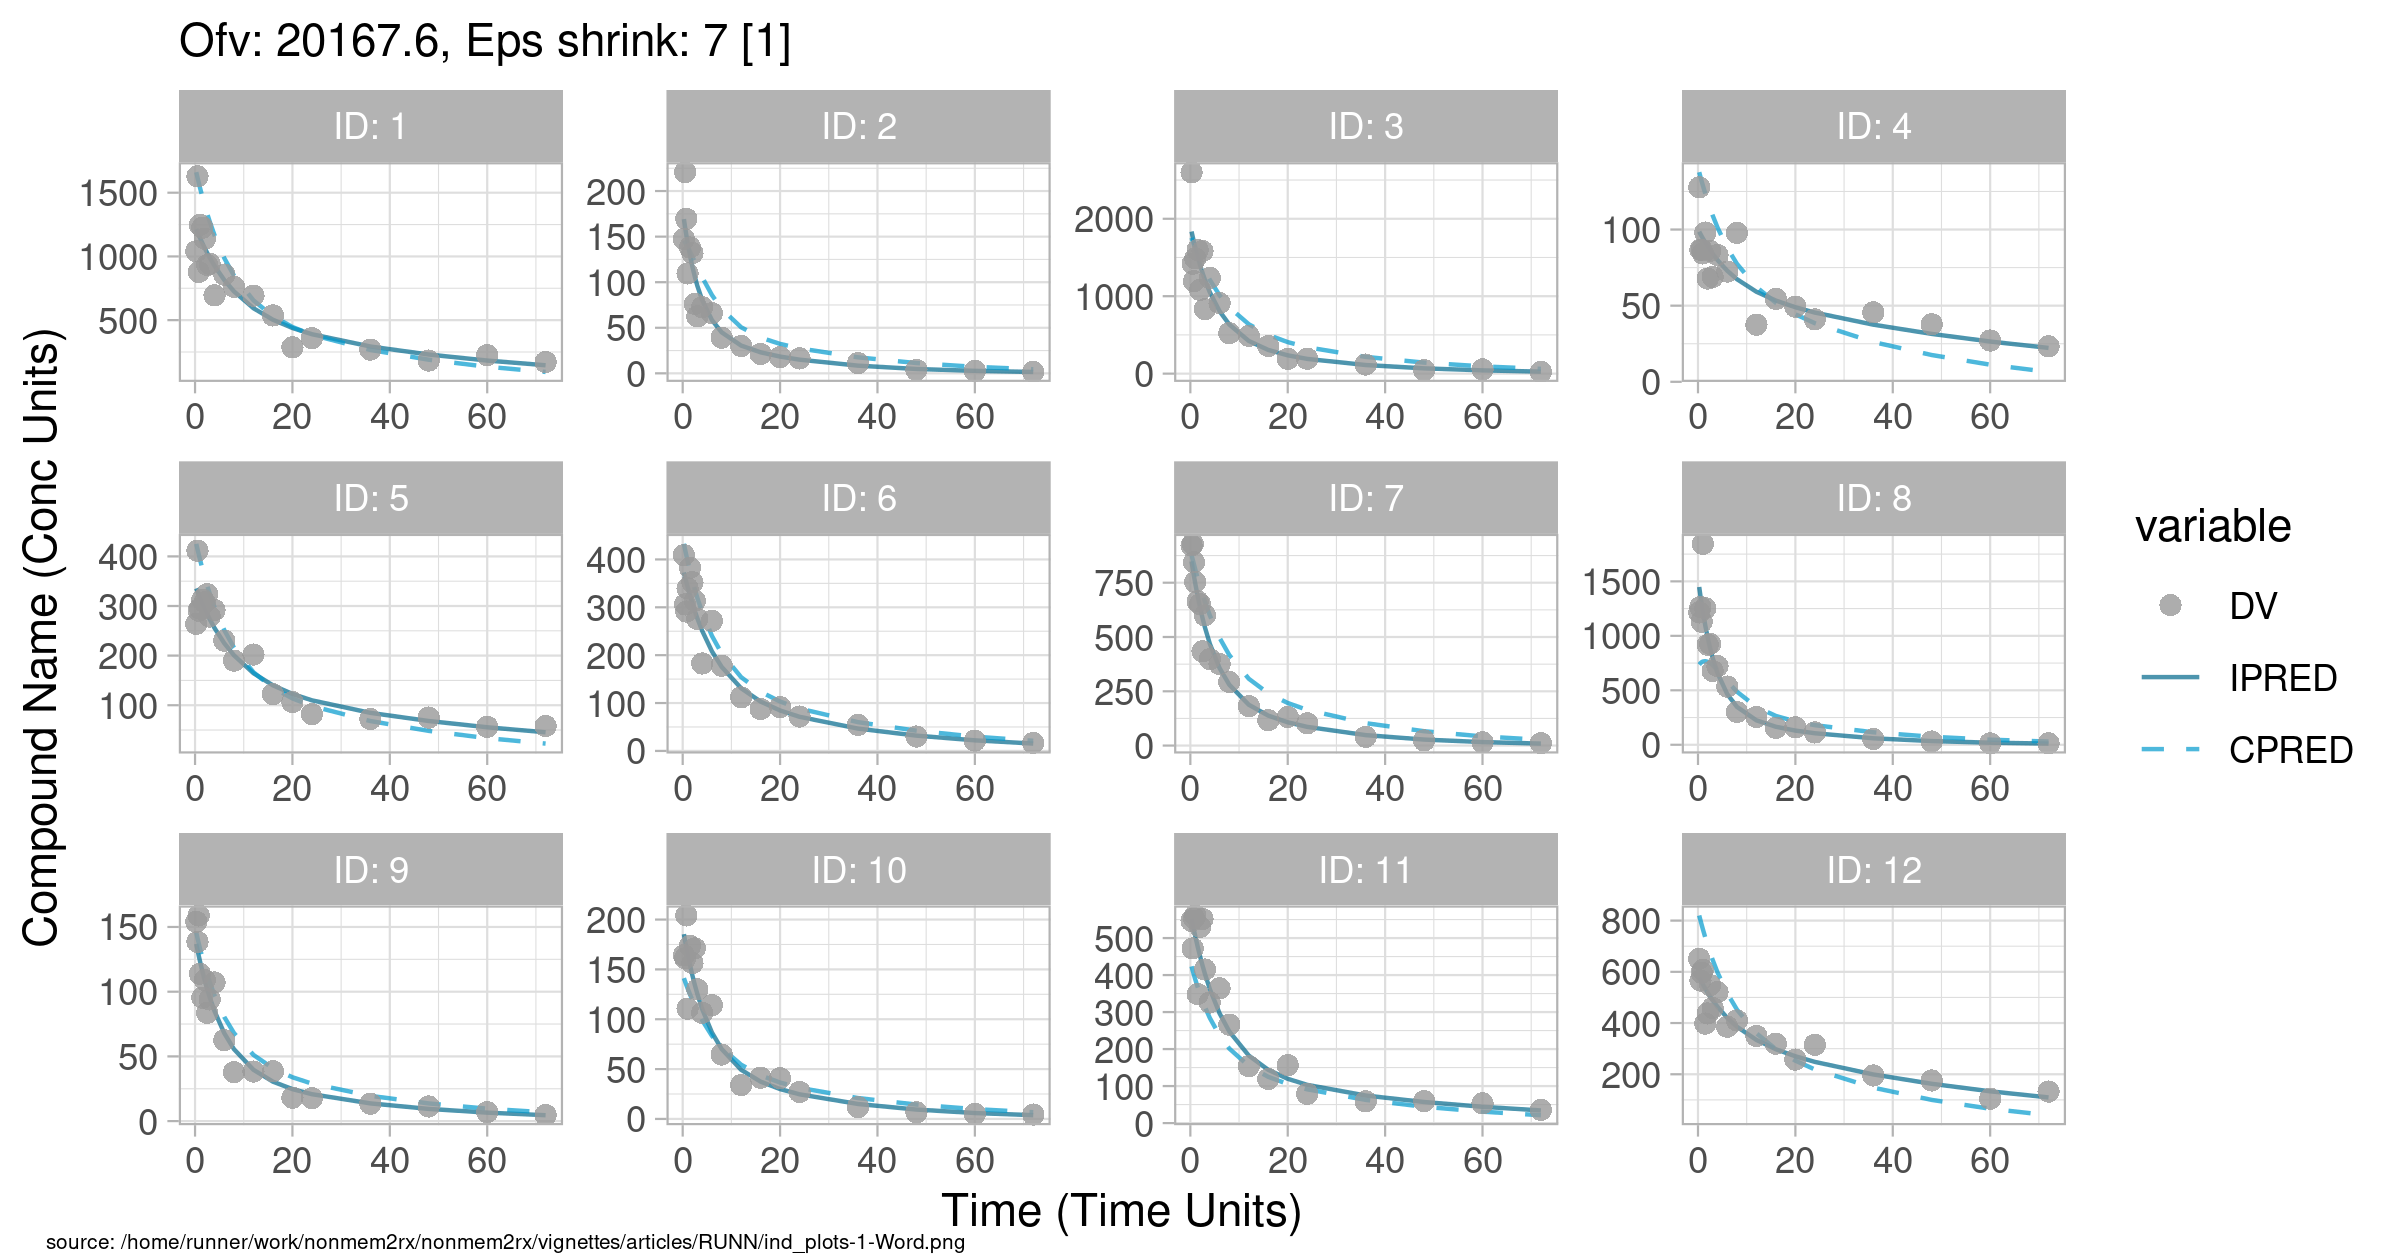 Ofv: 20167.6, Eps shrink: 7 [1]
ID: 1
ID: 2
ID: 3
ID: 4
1500
1000
500
0 20 40 60
200
150
100
50
0
0 20 40 60
2000
1000
0
0 20 40 60
100
50
0
0 20 40 60
ID: 5
ID: 6
ID: 7
ID: 8
400
300
200
100
0 20 40 60
400
300
200
100
0
0 20 40 60
750
500
250
0
0 20 40 60
1500
1000
500
0
0 20 40 60
ID: 9
ID: 10
ID: 11
ID: 12
150
100
50
0
0 20 40 60
200
150
100
50
0
0 20 40 60
500
400
300
200
100
0
0 20 40 60
800
600
400
200
0 20 40 60
Compound Name (Conc Units)
Time (Time Units)
variable
DV
IPRED
CPRED
source: /home/runner/work/nonmem2rx/nonmem2rx/vignettes/articles/RUNN/ind_plots-1-Word.png